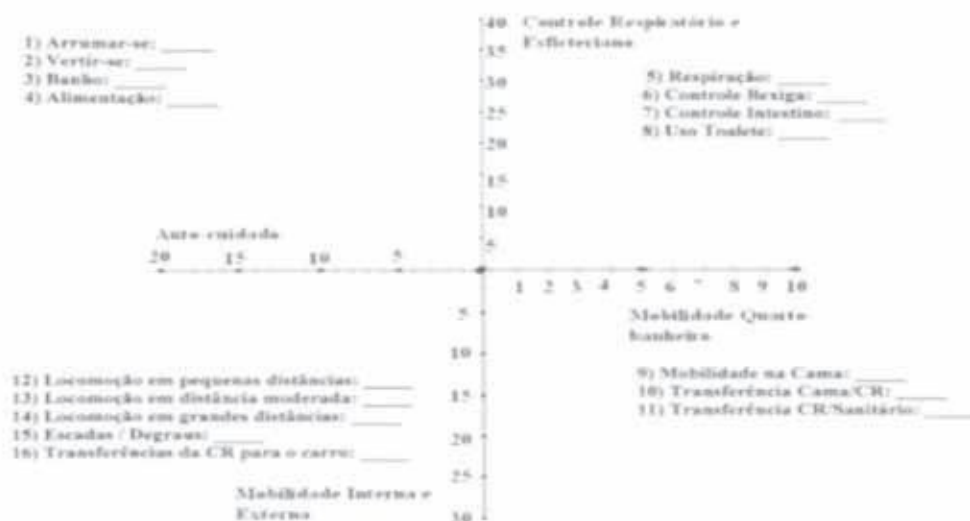 1) Arrumar-se: _____
2) Vertir-se: _____
3) Banho: _____
4) Alimentação: _____
40
35
30
25
20
15
10
5
Controle Respiratório e
Esficteriana
5) Respiração: _____
6) Controle Bexiga: _____
7) Controle Intestino: _____
8) Uso Toalete: _____
Auto-cuidado
20 15 10 5
1 2 3 4 5 6 7 8 9 10
Mobilidade Quarto
banheiro
9) Mobilidade na Cama: _____
10) Transferência Cama/CR: _____
11) Transferência CR/Sanitário: _____
5
10
15
20
25
30
12) Locomoção em pequenas distâncias: _____
13) Locomoção em distância moderada: _____
14) Locomoção em grandes distâncias: _____
15) Escadas / Degraus: _____
16) Transferências da CR para o carro: _____
Mobilidade Interna e
Externa